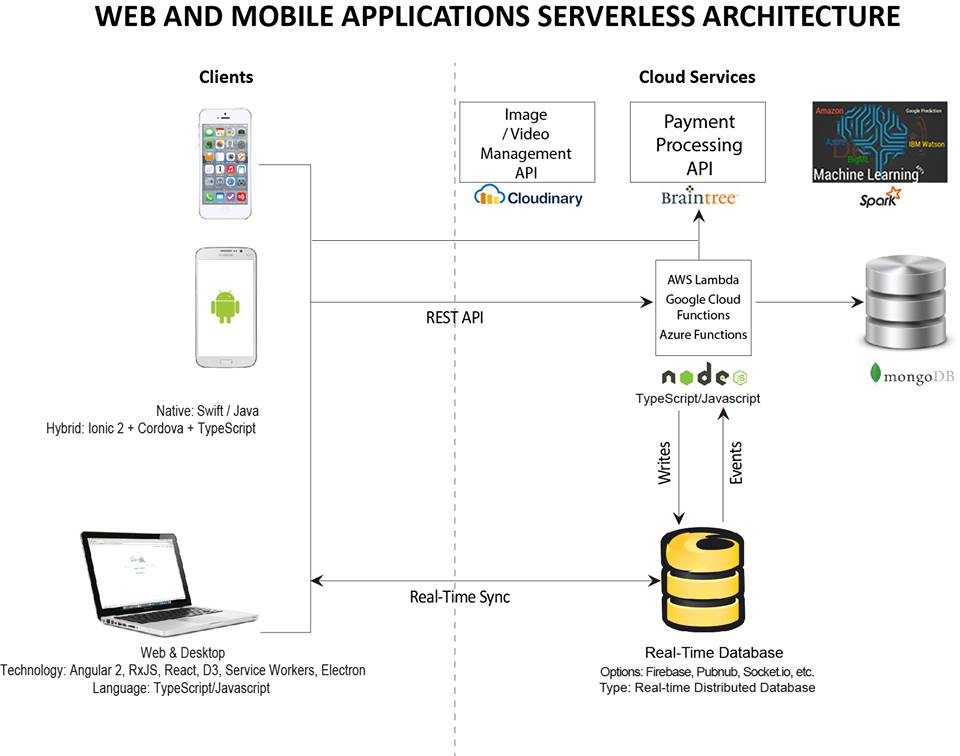 WEB AND MOBILE APPLICATIONS SERVERLESS ARCHITECTURE
Clients
Cloud Services
Image
/ Video
Management
API
Cloudinary
Payment
Processing
API
Braintree
Amazon
Google Prediction
Azure
IBM Watson
BigML
Machine Learning
Spark
REST API
AWS Lambda
Google Cloud
Functions
Azure Functions
node
JS
TypeScript/Javascript
mongoDB
Native: Swift / Java
Hybrid: Ionic 2 + Cordova + TypeScript
Writes
Events
Real-Time Sync
Web & Desktop
Technology: Angular 2, RxJS, React, D3, Service Workers, Electron
Language: TypeScript/Javascript
Real-Time Database
Options: Firebase, Pubnub, Socket.io, etc.
Type: Real-time Distributed Database